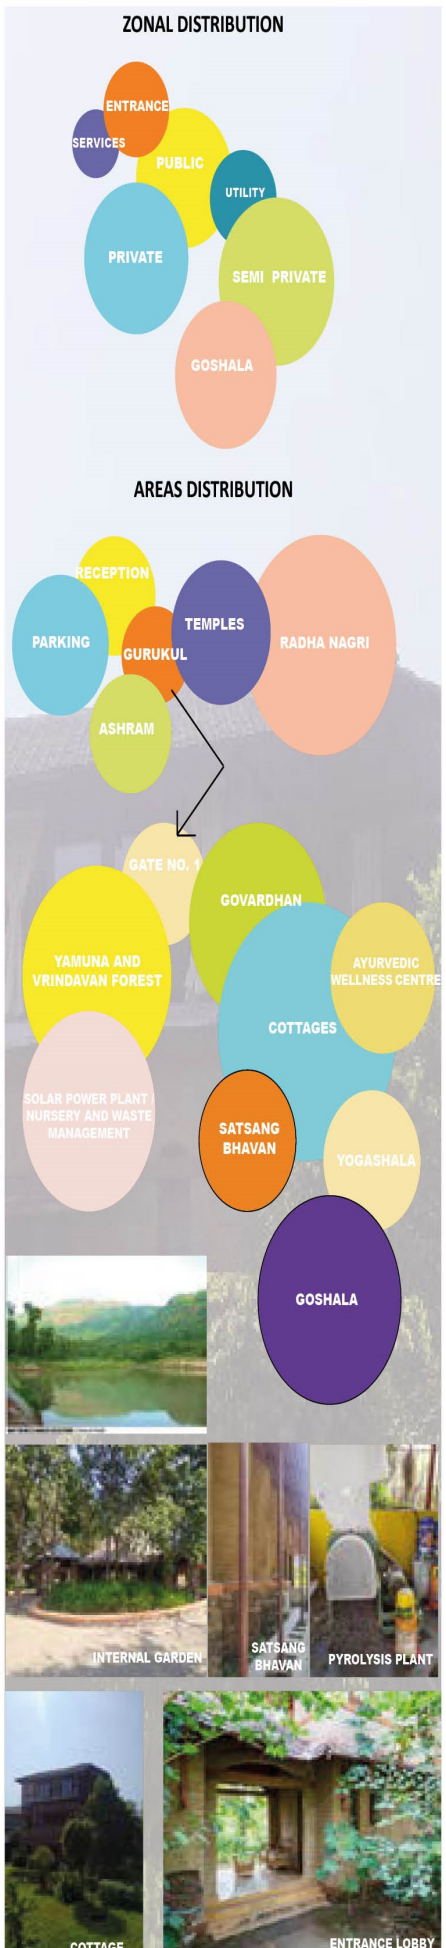 ZONAL DISTRIBUTION
ENTRANCE
SERVICES
PUBLIC
UTILITY
PRIVATE
SEMI PRIVATE
GOSHALA
AREAS DISTRIBUTION
RECEPTION
PARKING
GURUKUL
TEMPLES
RADHA NAGRI
ASHRAM
GATE NO. 1
GOVARDHAN
YAMUNA AND
VRINDAVAN FOREST
AYURVEDIC
WELLNESS CENTRE
COTTAGES
SOLAR POWER PLANT /
NURSERY AND WASTE
MANAGEMENT
SATSANG
BHAVAN
YOGASHALA
GOSHALA
INTERNAL GARDEN
SATSANG
BHAVAN
PYROLYSIS PLANT
COTTAGE
ENTRANCE LOBBY